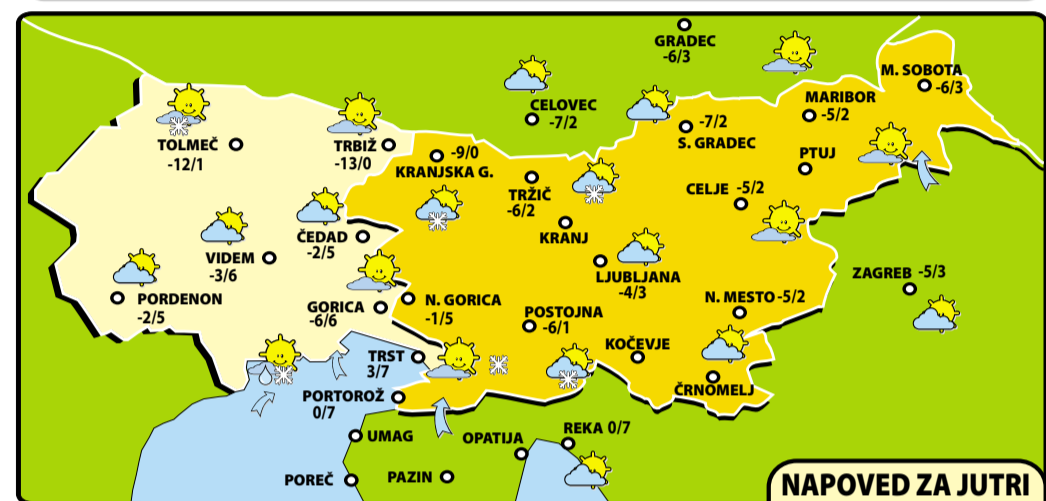 GRADEC
-6/3
M. SOBOTA
-6/3
CELOVEC
-7/2
MARIBOR
-5/2
-7/2
S. GRADEC
TOLMEČ
-12/1
TRBIŽ
-13/0
-9/0
KRANJSKA G.
PTUJ
TRŽIČ
-6/2
CELJE -5/2
KRANJ
ČEDAD
-2/5
VIDEM
-3/6
LJUBLJANA
-4/3
ZAGREB -5/3
PORDENON
-2/5
GORICA
-6/6
N. GORICA
-1/5
POSTOJNA
-6/1
N. MESTO -5/2
KOČEVJE
TRST
3/7
ČRNOMELJ
PORTOROŽ
0/7
UMAG
OPATIJA
REKA 0/7
POREČ
PAZIN
NAPOVED ZA JUTRI